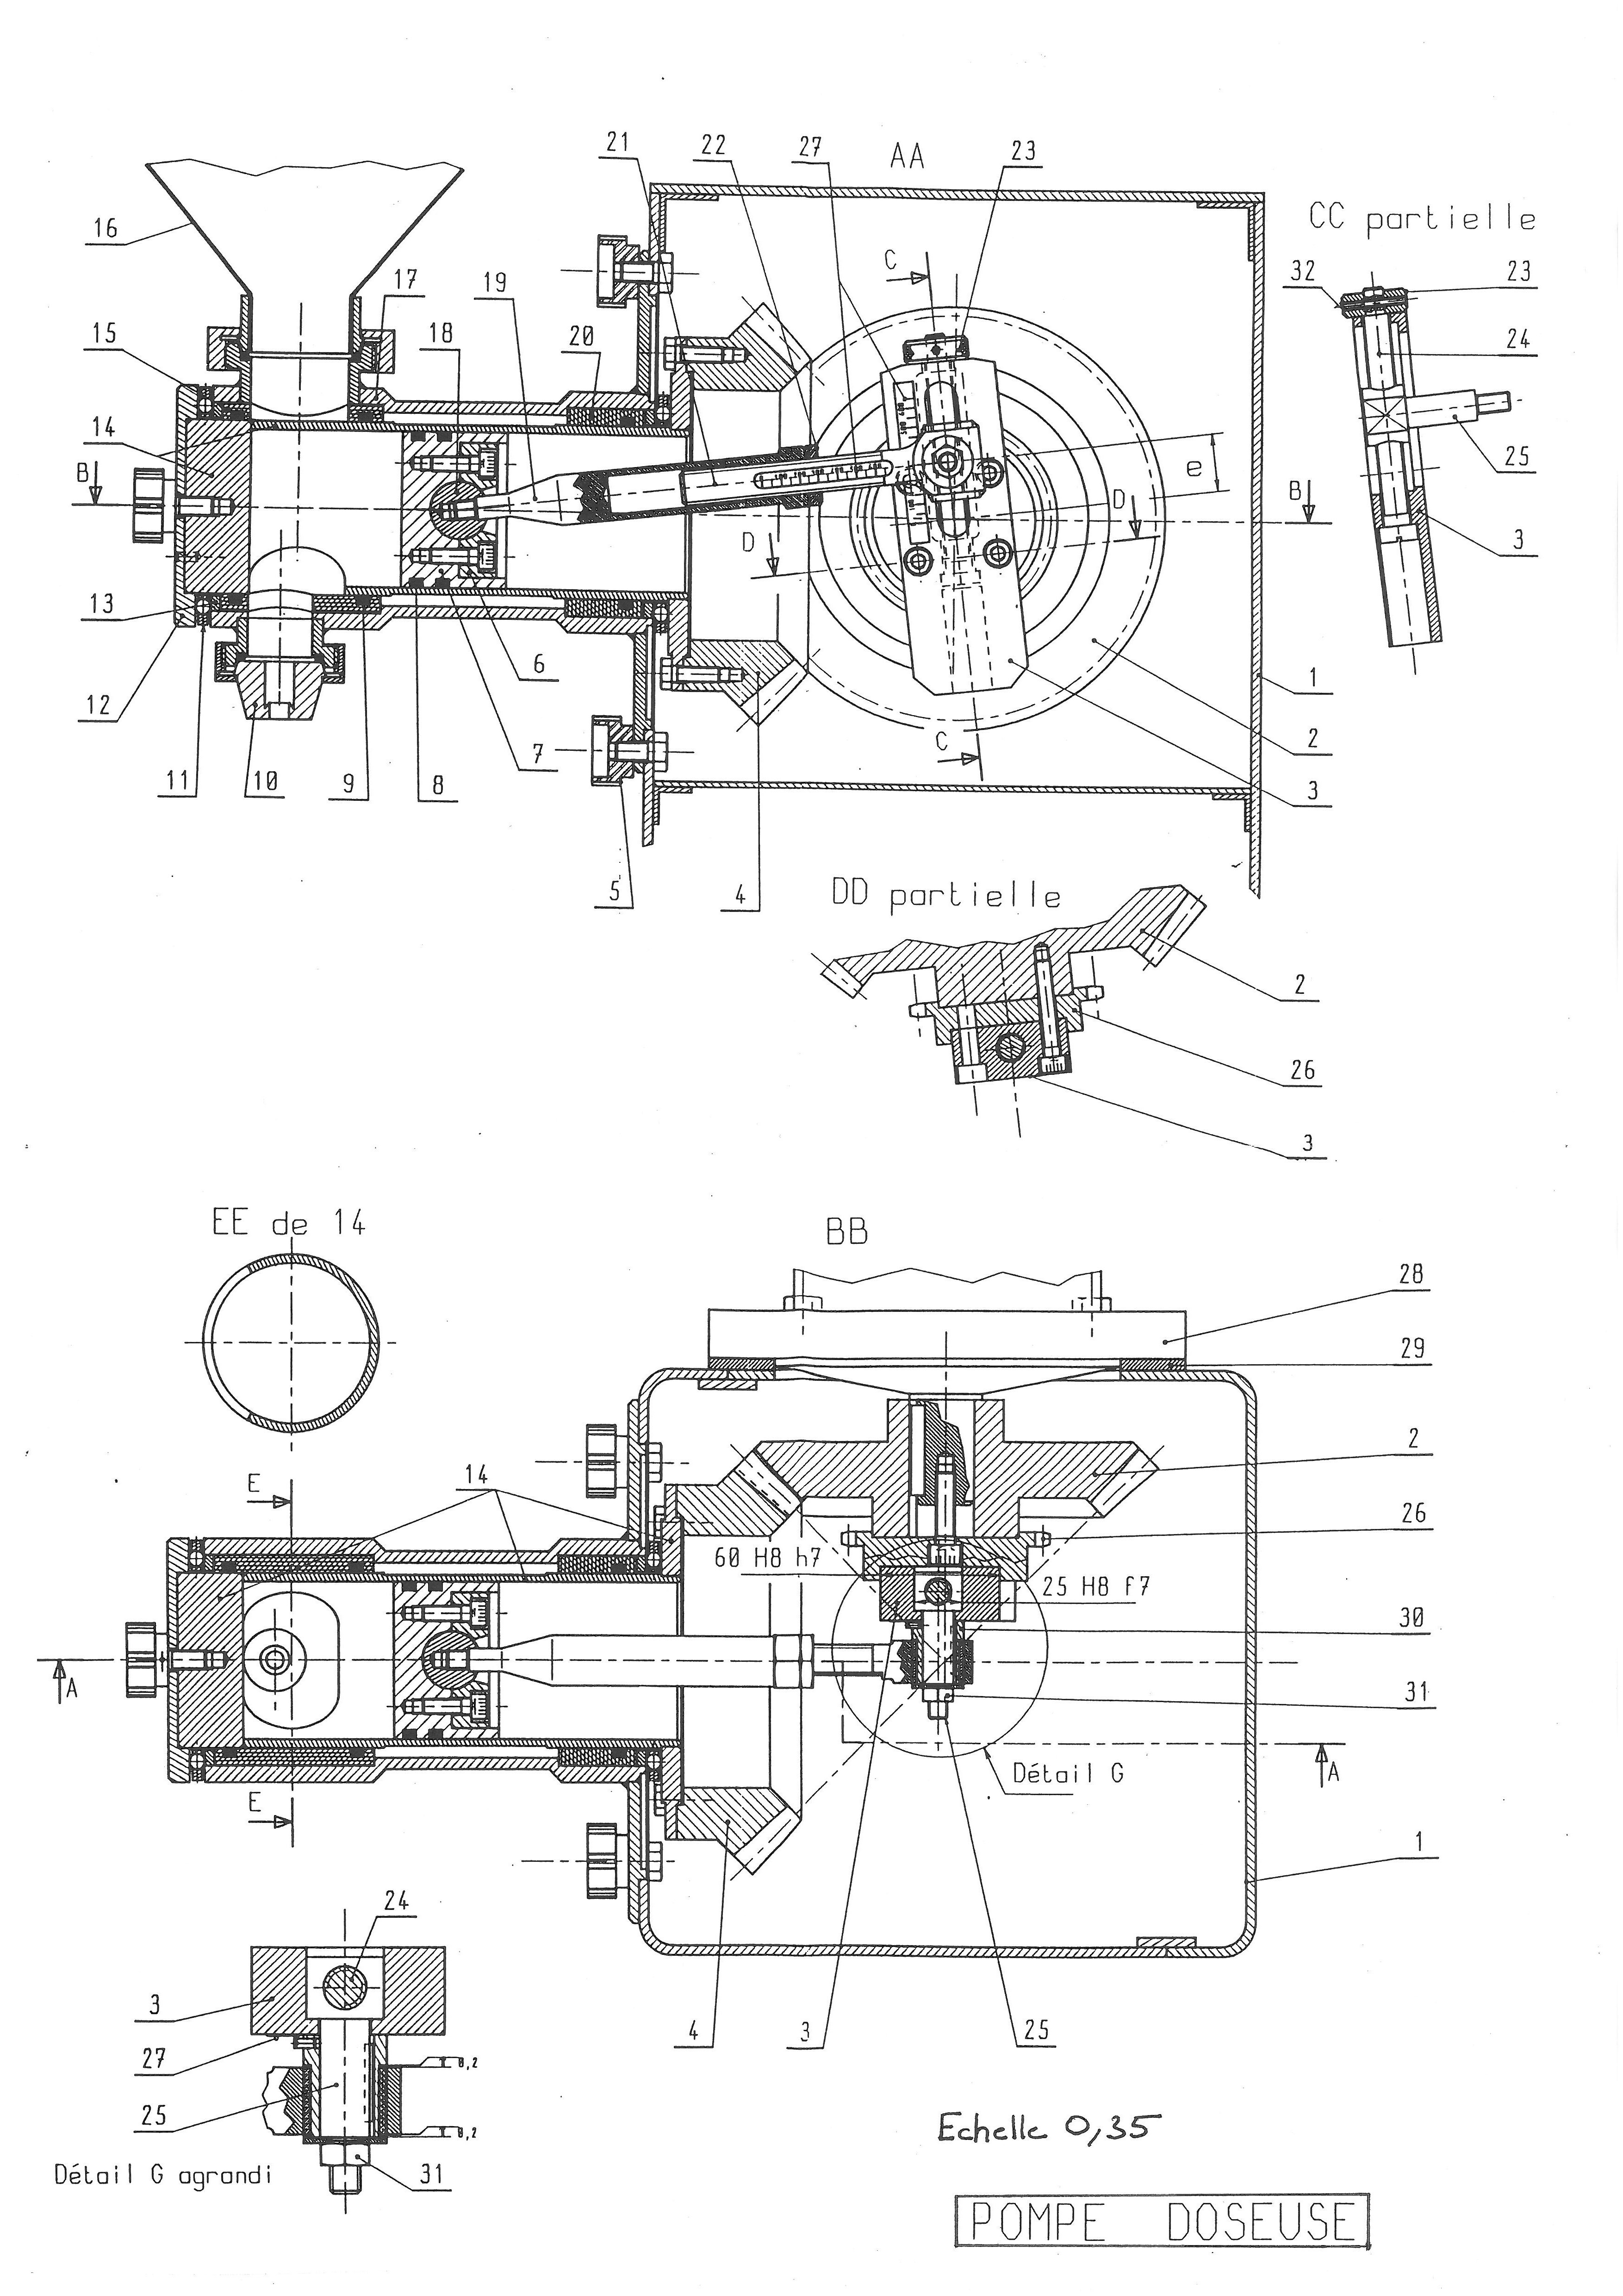 21
22
27
AA
23
CC partielle
16
C
32
23
17
19
15
18
20
24
14
25
B
e
B
D
D
3
13
6
1
12
7
2
11
10
9
8
C
3
5
4
DD partielle
2
26
3
EE de 14
BB
28
29
2
E
14
26
60 H8 h7
25 H8 f7
30
A
31
Détail G
A
E
1
24
3
4
3
25
27
0,2
25
0,2
Echelle 0,35
Détail G agrandi
31
POMPE DOSEUSE